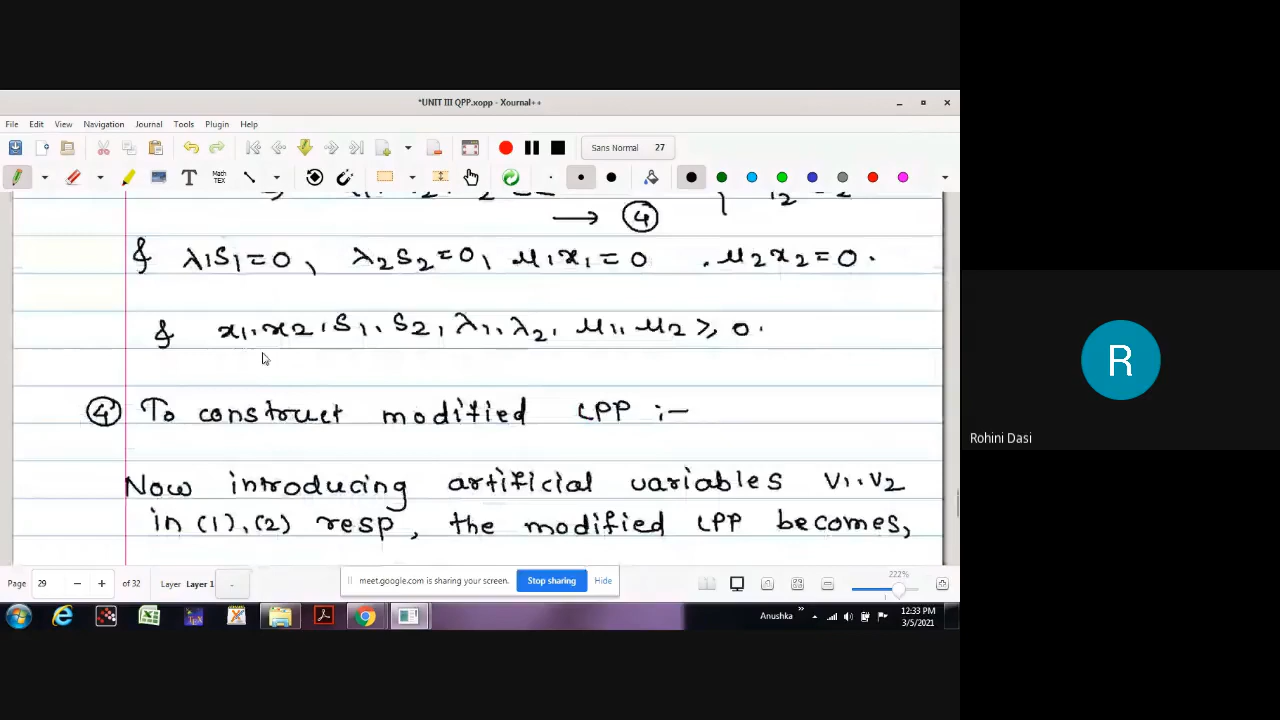 *UNIT III QPP.xopp - Xournal++
File Edit View Navigation Journal Tools Plugin Help
Sans Normal 27
→ ④
& λ1S1=0, λ2S2=0, μ1x1=0 .μ2x2=0.
& x1,x2,S1,S2,λ1,λ2,μ1,μ2≥0.
④ To construct modified LPP :-
Now introducing artificial variables V1,V2
in (1),(2) resp, the modified LPP becomes,
R
Rohini Dasi
Page 29 of 32 Layer Layer 1
meet.google.com is sharing your screen. Stop sharing Hide
222%
Anushka
12:33 PM
3/5/2021